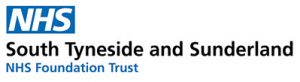 NHS
South Tyneside and Sunderland
NHS Foundation Trust